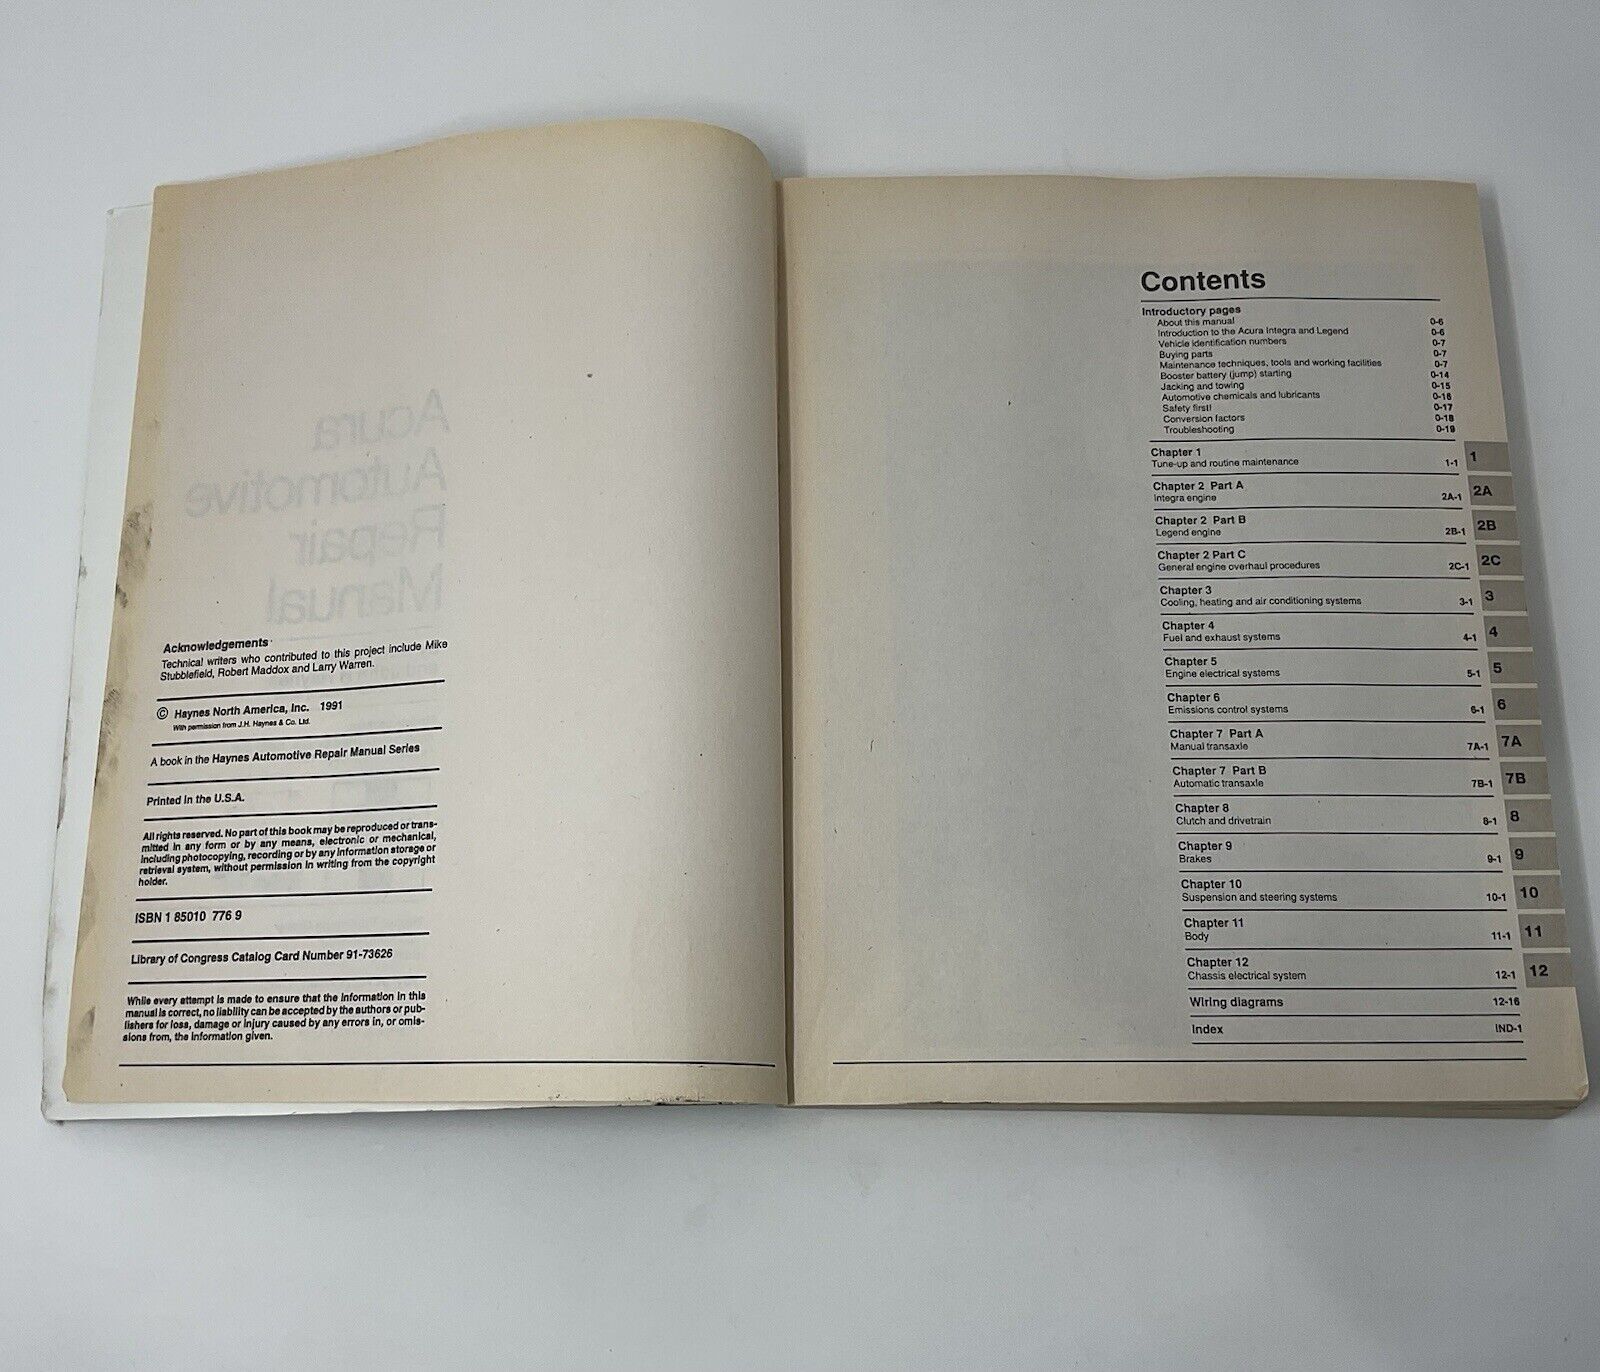 Acura
Automotive
Repair
Manual
Acknowledgements
Technical writers who contributed to this project include Mike
Stubblefield, Robert Maddox and Larry Warren.
© Haynes North America, Inc. 1991
With permission from J.H. Haynes & Co. Ltd.
A book in the Haynes Automotive Repair Manual Series
Printed in the U.S.A.
All rights reserved. No part of this book may be reproduced or trans-
mitted in any form or by any means, electronic or mechanical,
including photocopying, recording or by any information storage or
retrieval system, without permission in writing from the copyright
holder.
ISBN 1 85010 776 9
Library of Congress Catalog Card Number 91-73626
While every attempt is made to ensure that the information in this
manual is correct, no liability can be accepted by the authors or pub-
lishers for loss, damage or injury caused by any errors in, or omis-
sions from, the information given.
Contents
Introductory pages
About this manual 0-6
Introduction to the Acura Integra and Legend 0-6
Vehicle identification numbers 0-7
Buying parts 0-7
Maintenance techniques, tools and working facilities 0-7
Booster battery (jump) starting 0-14
Jacking and towing 0-15
Automotive chemicals and lubricants 0-16
Safety first! 0-17
Conversion factors 0-18
Troubleshooting 0-19
Chapter 1
Tune-up and routine maintenance 1-1 1
Chapter 2 Part A
Integra engine 2A-1 2A
Chapter 2 Part B
Legend engine 2B-1 2B
Chapter 2 Part C
General engine overhaul procedures 2C-1 2C
Chapter 3
Cooling, heating and air conditioning systems 3-1 3
Chapter 4
Fuel and exhaust systems 4-1 4
Chapter 5
Engine electrical systems 5-1 5
Chapter 6
Emissions control systems 6-1 6
Chapter 7 Part A
Manual transaxle 7A-1 7A
Chapter 7 Part B
Automatic transaxle 7B-1 7B
Chapter 8
Clutch and drivetrain 8-1 8
Chapter 9
Brakes 9-1 9
Chapter 10
Suspension and steering systems 10-1 10
Chapter 11
Body 11-1 11
Chapter 12
Chassis electrical system 12-1 12
Wiring diagrams 12-16
Index IND-1